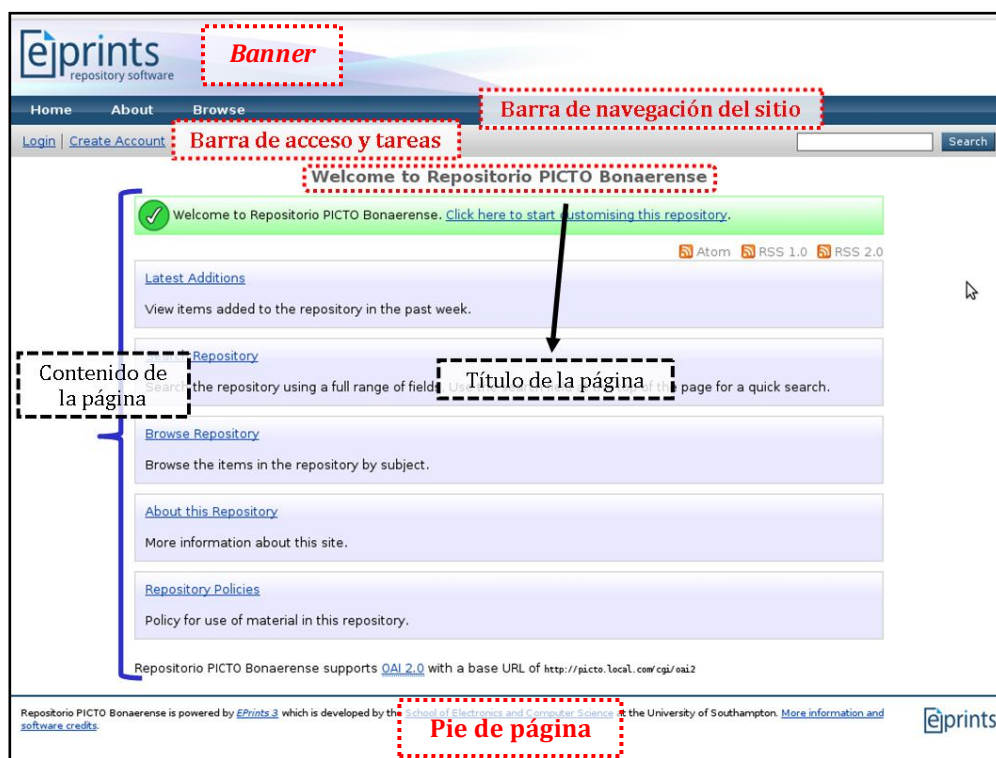 eprints
repository software
Banner
Home About Browse
Barra de navegación del sitio
Login | Create Account
Barra de acceso y tareas
Search
Welcome to Repositorio PICTO Bonaerense
Welcome to Repositorio PICTO Bonaerense. Click here to start customising this repository.
Atom RSS 1.0 RSS 2.0
Latest Additions
View items added to the repository in the past week.
Search Repository
Contenido de
la página
Título de la página
Search the repository using a full range of fields. Use the page for a quick search.
Browse Repository
Browse the items in the repository by subject.
About this Repository
More information about this site.
Repository Policies
Policy for use of material in this repository.
Repositorio PICTO Bonaerense supports OAI 2.0 with a base URL of http://picto.local.com/cgi/oai2
Repositorio PICTO Bonaerense is powered by EPrints 3 which is developed by the School of Electronics and Computer Science at the University of Southampton. More information and
software credits.
Pie de página
eprints